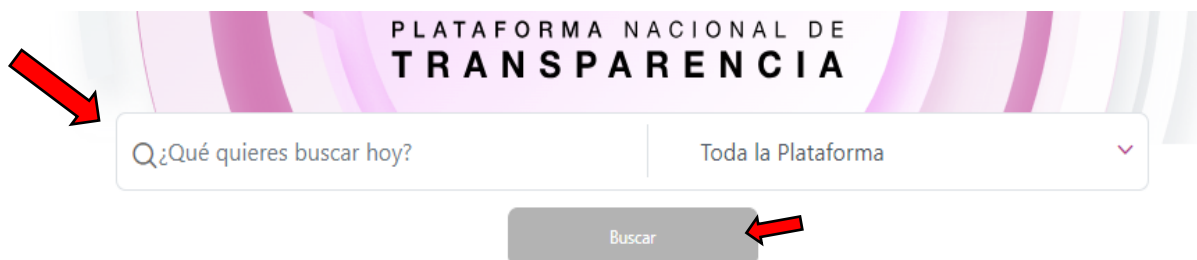 PLATAFORMA NACIONAL DE
TRANSPARENCIA
¿Qué quieres buscar hoy? Toda la Plataforma
Buscar